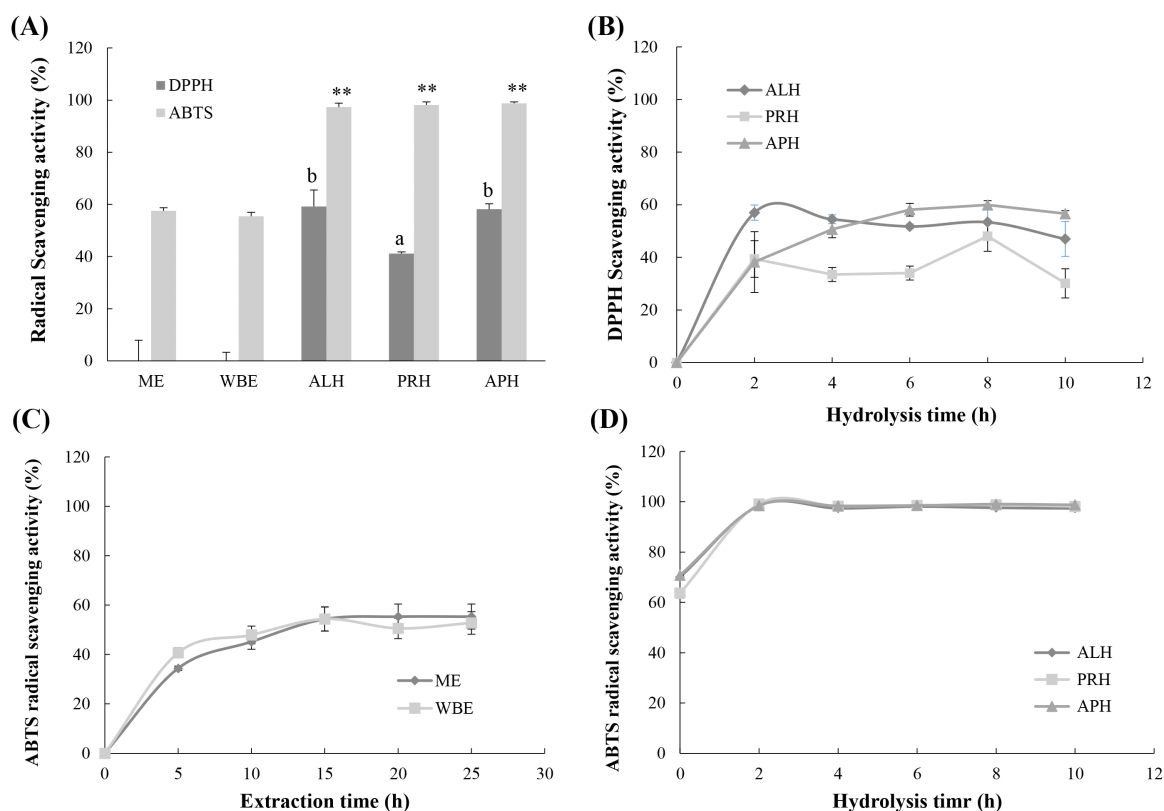 (A)
Radical Scavenging activity (%)
120
100
80
60
40
20
0
DPPH
ABTS
**
**
**
b
a
b
ME
WBE
ALH
PRH
APH
(B)
DPPH Scavenging activity (%)
120
100
80
60
40
20
0
ALH
PRH
APH
0
2
4
6
8
10
12
Hydrolysis time (h)
(C)
ABTS radical scavenging activity (%)
120
100
80
60
40
20
0
ME
WBE
0
5
10
15
20
25
30
Extraction time (h)
(D)
ABTS radical scavenging activity (%)
120
100
80
60
40
20
0
ALH
PRH
APH
0
2
4
6
8
10
12
Hydrolysis timr (h)